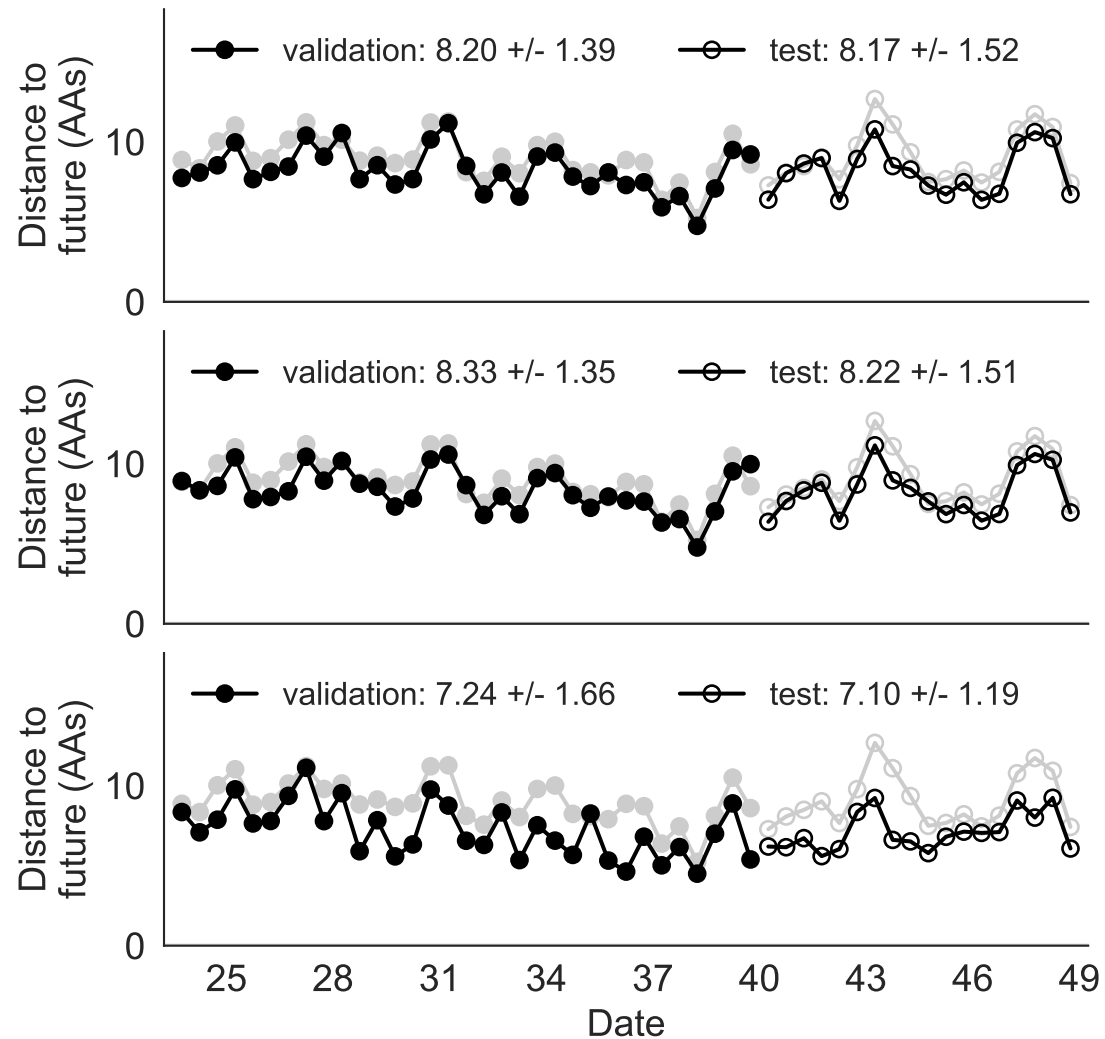 validation: 8.20 +/- 1.39 test: 8.17 +/- 1.52
Distance to
future (AAs)
10
0
validation: 8.33 +/- 1.35 test: 8.22 +/- 1.51
Distance to
future (AAs)
10
0
validation: 7.24 +/- 1.66 test: 7.10 +/- 1.19
Distance to
future (AAs)
10
0
25 28 31 34 37 40 43 46 49
Date